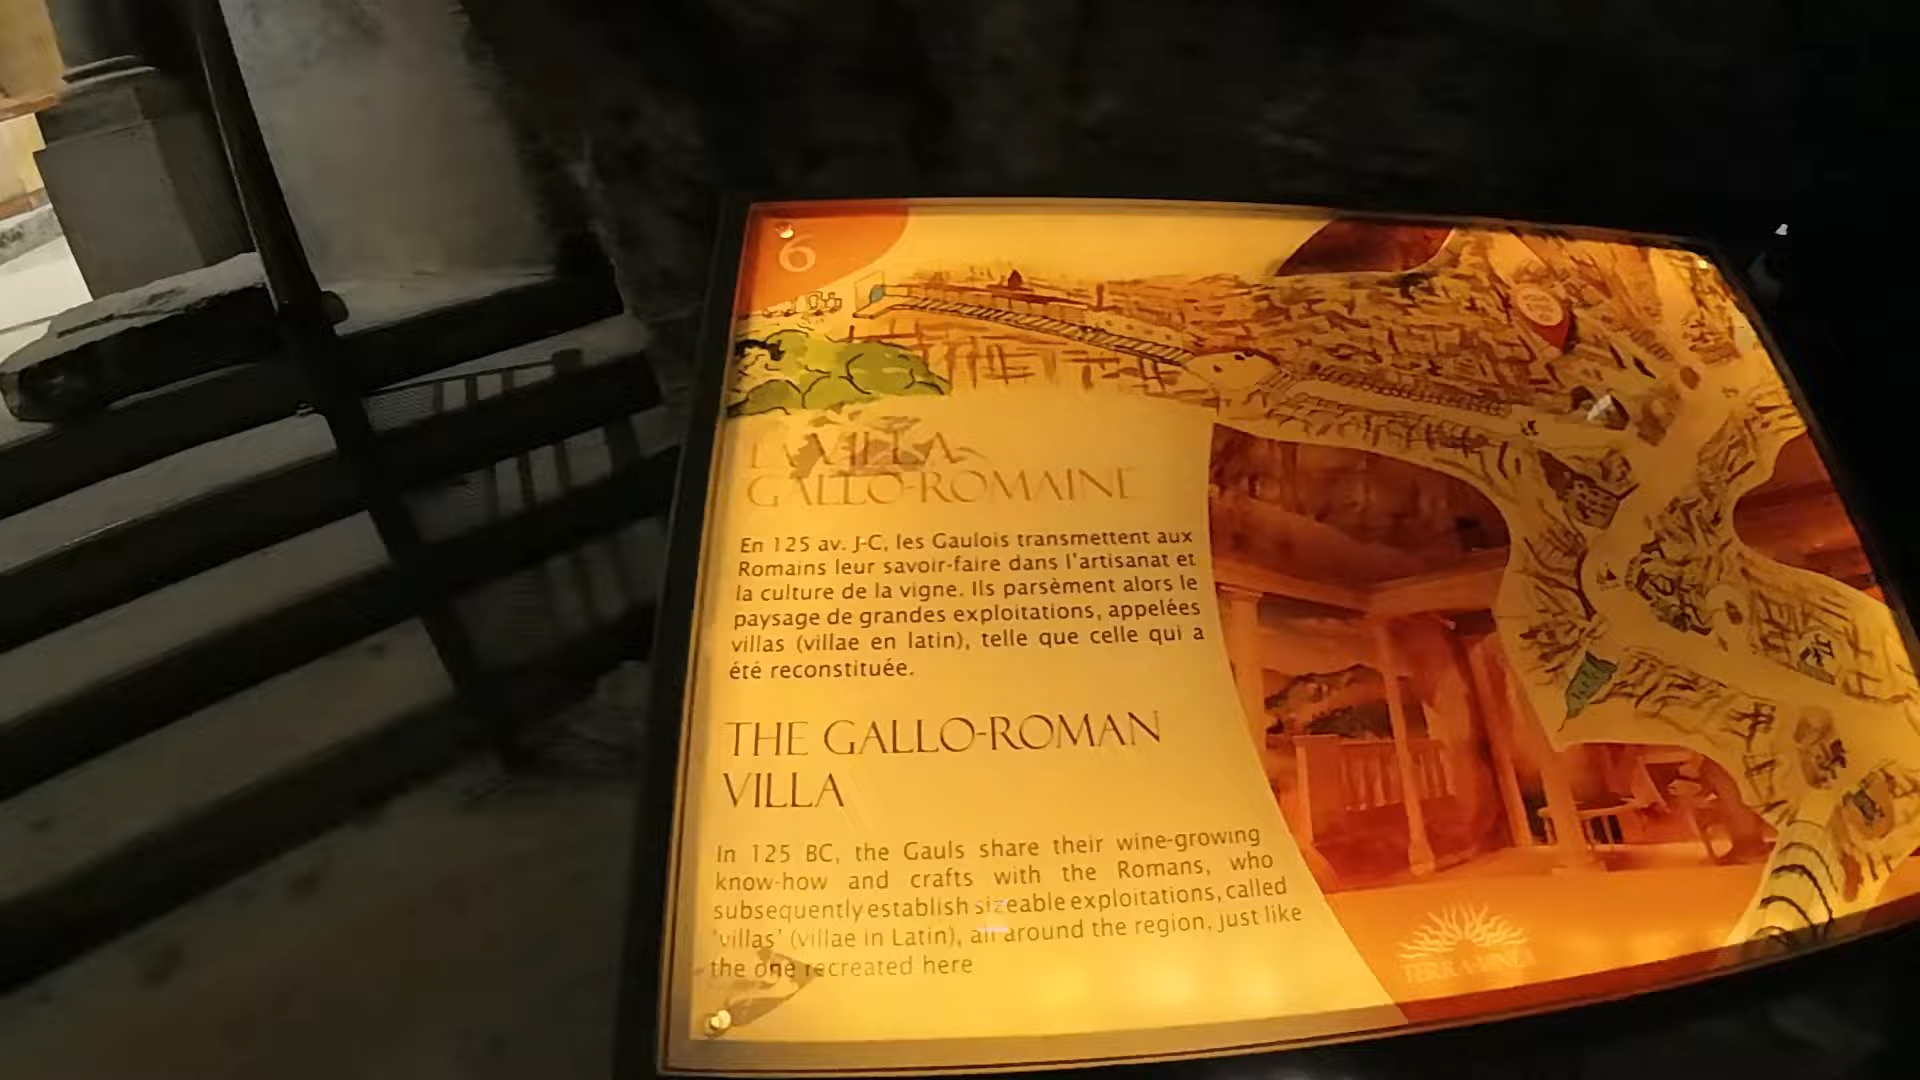 6
LA VILLA
GALLO-ROMAINE
En 125 av. J-C, les Gaulois transmettent aux
Romains leur savoir-faire dans l'artisanat et
la culture de la vigne. Ils parsèment alors le
paysage de grandes exploitations, appelées
villas (villae en latin), telle que celle qui a
été reconstituée.
THE GALLO-ROMAN
VILLA
In 125 BC, the Gauls share their wine-growing
know-how and crafts with the Romans, who
subsequently establish sizeable exploitations, called
'villas' (villae in Latin), all around the region, just like
the one recreated here
TERRA VINEA